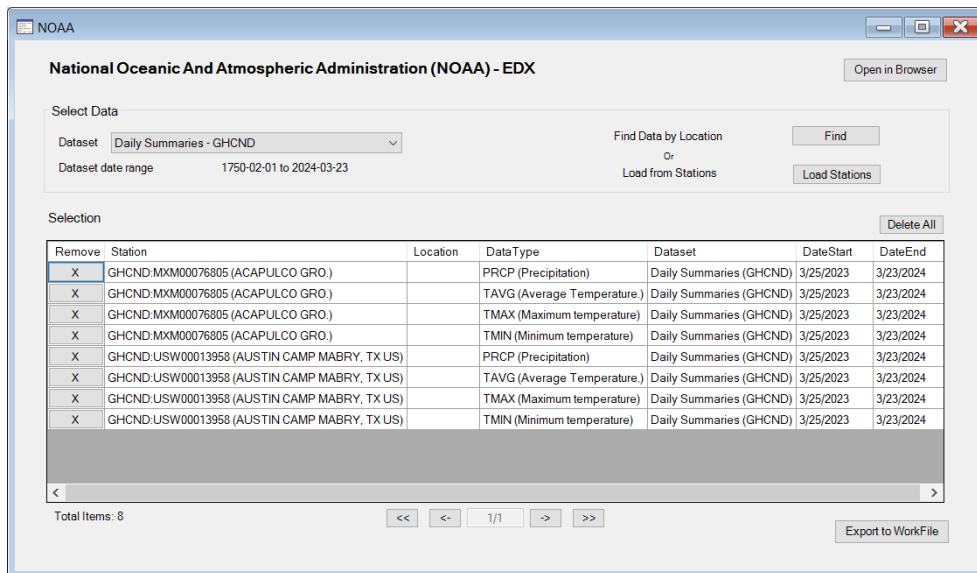 NOAA
National Oceanic And Atmospheric Administration (NOAA) - EDX
Open in Browser
Select Data
Dataset Daily Summaries - GHCND
Find Data by Location Find
Or
Dataset date range 1750-02-01 to 2024-03-23
Load from Stations Load Stations
Selection
Delete All
Remove Station Location DataType Dataset DateStart DateEnd
X GHCND:MXM00076805 (ACAPULCO GRO.) PRCP (Precipitation) Daily Summaries (GHCND) 3/25/2023 3/23/2024
X GHCND:MXM00076805 (ACAPULCO GRO.) TAVG (Average Temperature.) Daily Summaries (GHCND) 3/25/2023 3/23/2024
X GHCND:MXM00076805 (ACAPULCO GRO.) TMAX (Maximum temperature) Daily Summaries (GHCND) 3/25/2023 3/23/2024
X GHCND:MXM00076805 (ACAPULCO GRO.) TMIN (Minimum temperature) Daily Summaries (GHCND) 3/25/2023 3/23/2024
X GHCND:USW00013958 (AUSTIN CAMP MABRY, TX US) PRCP (Precipitation) Daily Summaries (GHCND) 3/25/2023 3/23/2024
X GHCND:USW00013958 (AUSTIN CAMP MABRY, TX US) TAVG (Average Temperature.) Daily Summaries (GHCND) 3/25/2023 3/23/2024
X GHCND:USW00013958 (AUSTIN CAMP MABRY, TX US) TMAX (Maximum temperature) Daily Summaries (GHCND) 3/25/2023 3/23/2024
X GHCND:USW00013958 (AUSTIN CAMP MABRY, TX US) TMIN (Minimum temperature) Daily Summaries (GHCND) 3/25/2023 3/23/2024
Total Items: 8 << <- 1/1 -> >>
Export to WorkFile